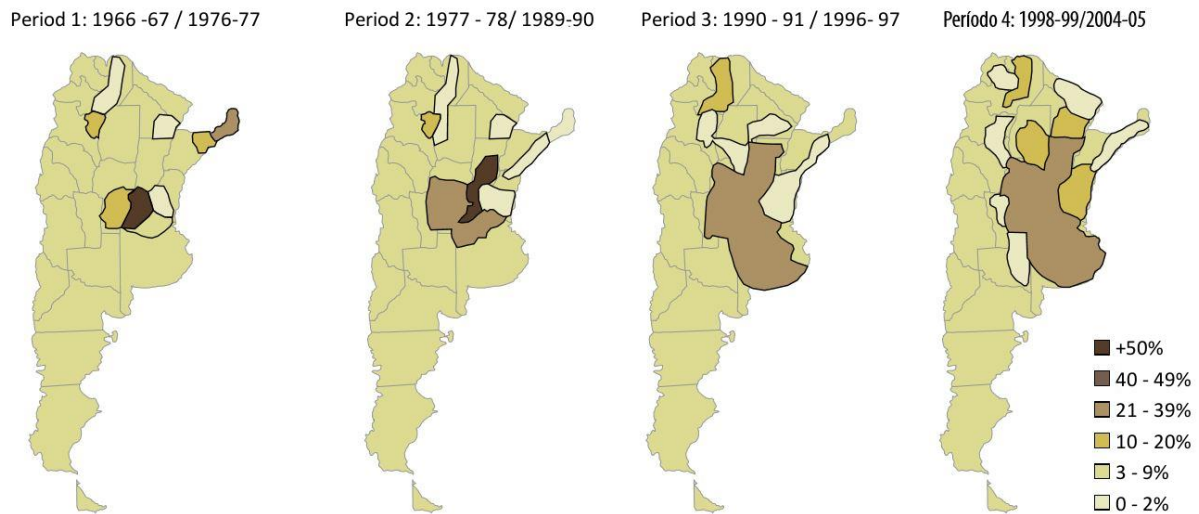 Period 1: 1966 -67 / 1976-77
Period 2: 1977 - 78/ 1989-90
Period 3: 1990 - 91 / 1996- 97
Período 4: 1998-99/2004-05
+50%
40 - 49%
21 - 39%
10 - 20%
3 - 9%
0 - 2%